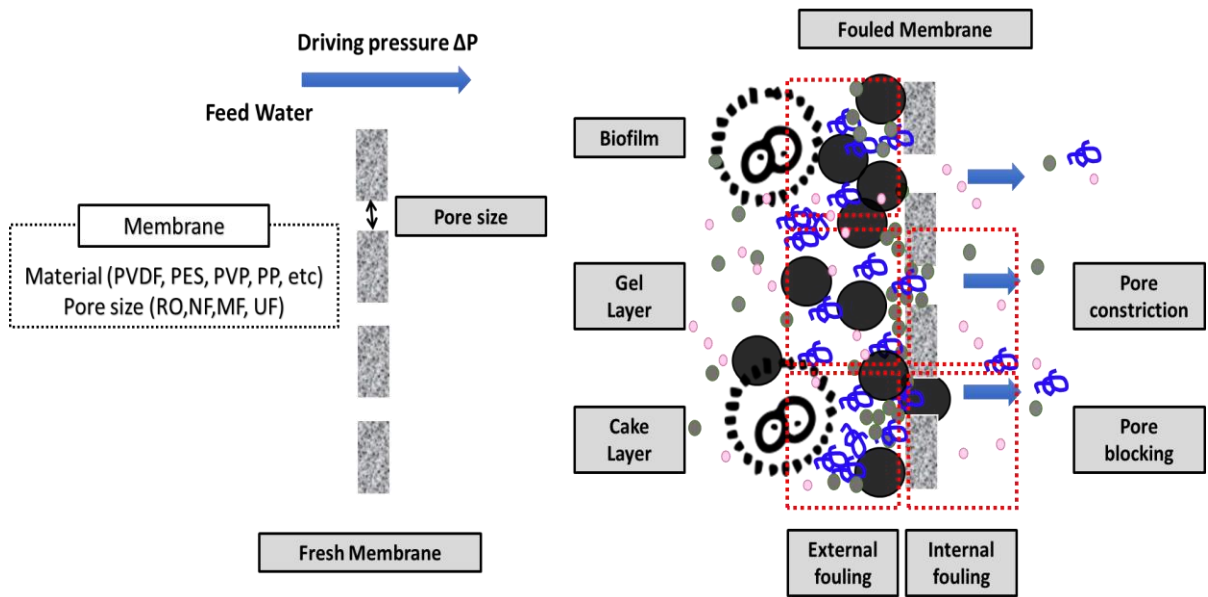 Driving pressure ΔP
Feed Water
Pore size
Membrane
Material (PVDF, PES, PVP, PP, etc)
Pore size (RO,NF,MF, UF)
Fresh Membrane
Fouled Membrane
Biofilm
Gel
Layer
Cake
Layer
Pore
constriction
Pore
blocking
External
fouling
Internal
fouling